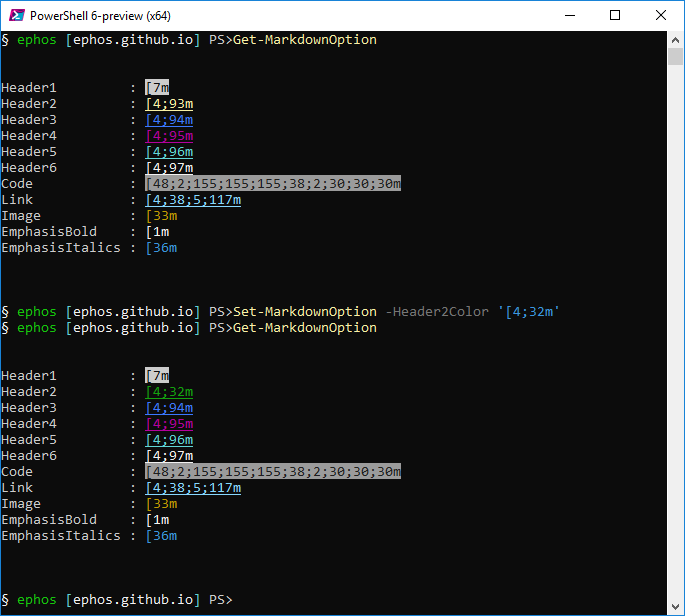 PowerShell 6-preview (x64)
§ ephos [ephos.github.io] PS>Get-MarkdownOption
Header1         : [7m
Header2         : [4;93m
Header3         : [4;94m
Header4         : [4;95m
Header5         : [4;96m
Header6         : [4;97m
Code            : [48;2;155;155;155;38;2;30;30;30m
Link            : [4;38;5;117m
Image           : [33m
EmphasisBold    : [1m
EmphasisItalics : [36m
§ ephos [ephos.github.io] PS>Set-MarkdownOption -Header2Color '[4;32m'
§ ephos [ephos.github.io] PS>Get-MarkdownOption
Header1         : [7m
Header2         : [4;32m
Header3         : [4;94m
Header4         : [4;95m
Header5         : [4;96m
Header6         : [4;97m
Code            : [48;2;155;155;155;38;2;30;30;30m
Link            : [4;38;5;117m
Image           : [33m
EmphasisBold    : [1m
EmphasisItalics : [36m
§ ephos [ephos.github.io] PS>